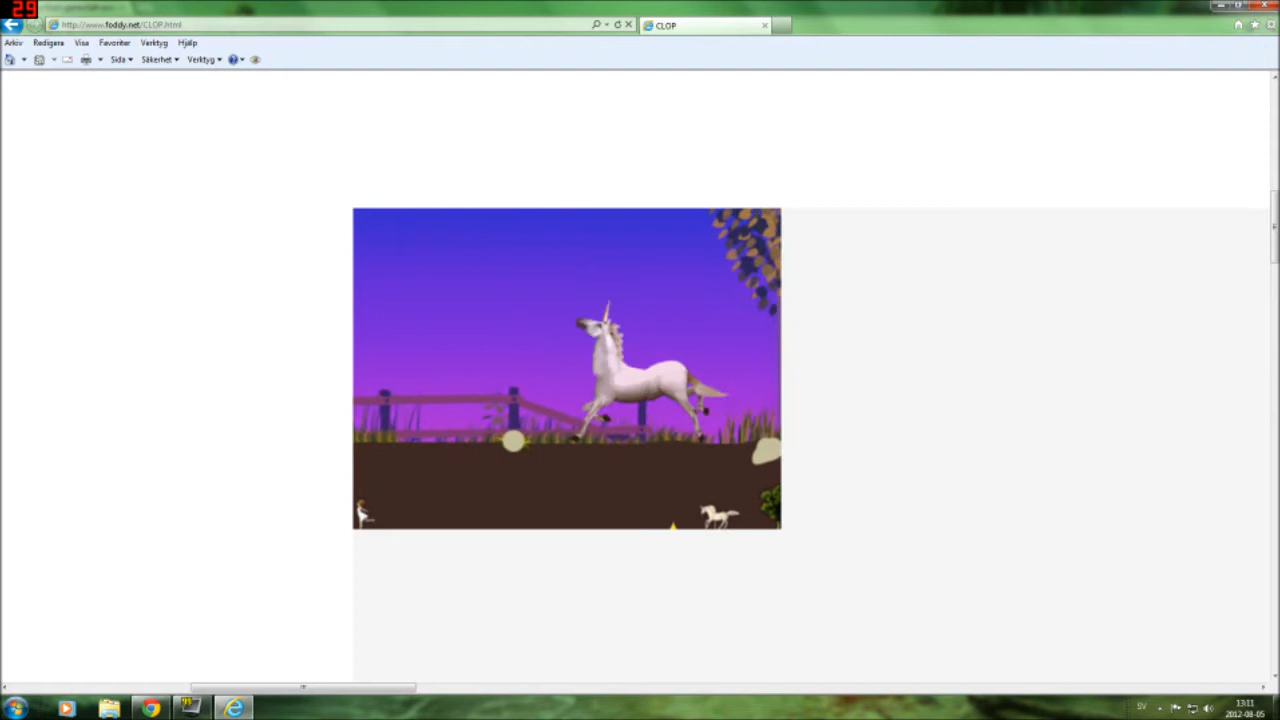 29
http://www.foddy.net/CLOP.html
CLOP
Arkiv Redigera Visa Favoriter Verktyg Hjälp
Sida Säkerhet Verktyg
SV
13:11
2012-08-05